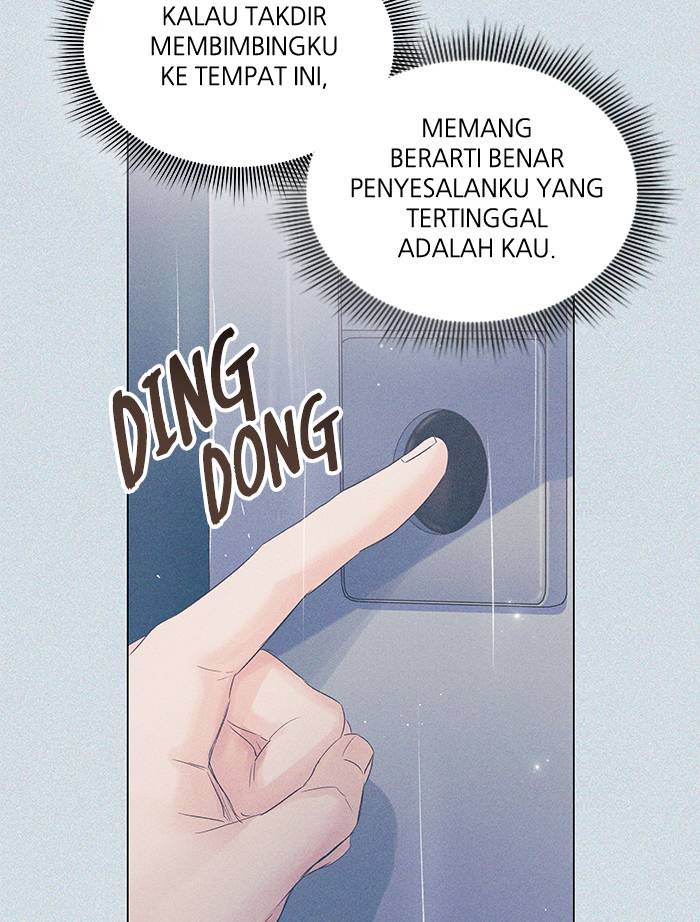 KALAU TAKDIR
MEMBIMBINGKU
KE TEMPAT INI,
MEMANG
BERARTI BENAR
PENYESALANKU YANG
TERTINGGAL
ADALAH KAU.
DING
DONG